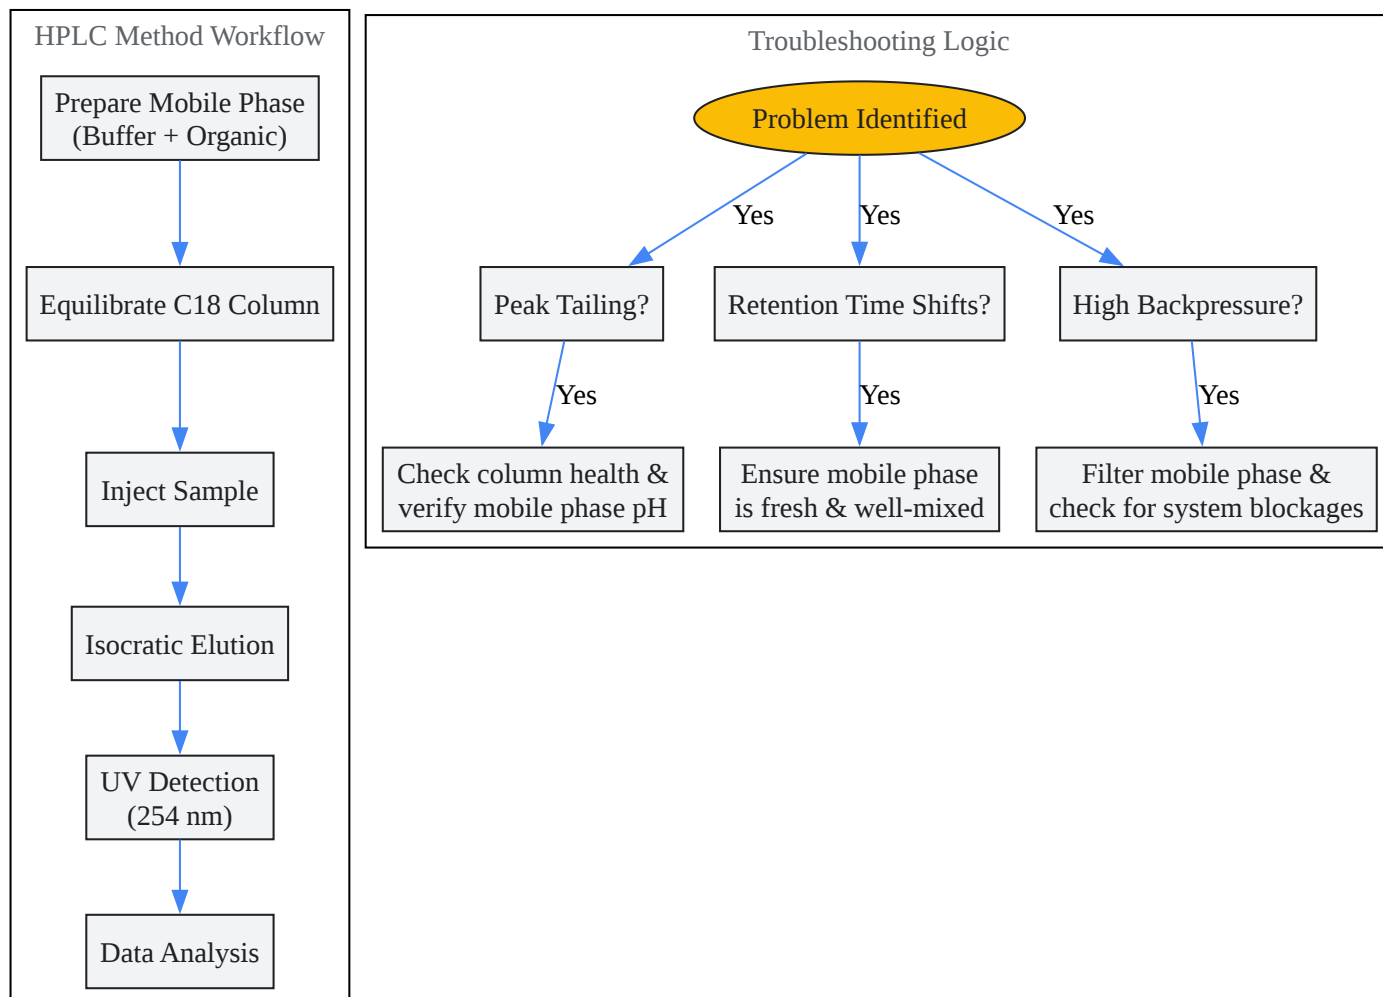 HPLC Method Workflow
Prepare Mobile Phase
(Buffer + Organic)
Equilibrate C18 Column
Inject Sample
Isocratic Elution
UV Detection
(254 nm)
Data Analysis
Troubleshooting Logic
Problem Identified
Yes
Yes
Yes
Peak Tailing?
Retention Time Shifts?
High Backpressure?
Yes
Yes
Yes
Check column health &
verify mobile phase pH
Ensure mobile phase
is fresh & well-mixed
Filter mobile phase &
check for system blockages